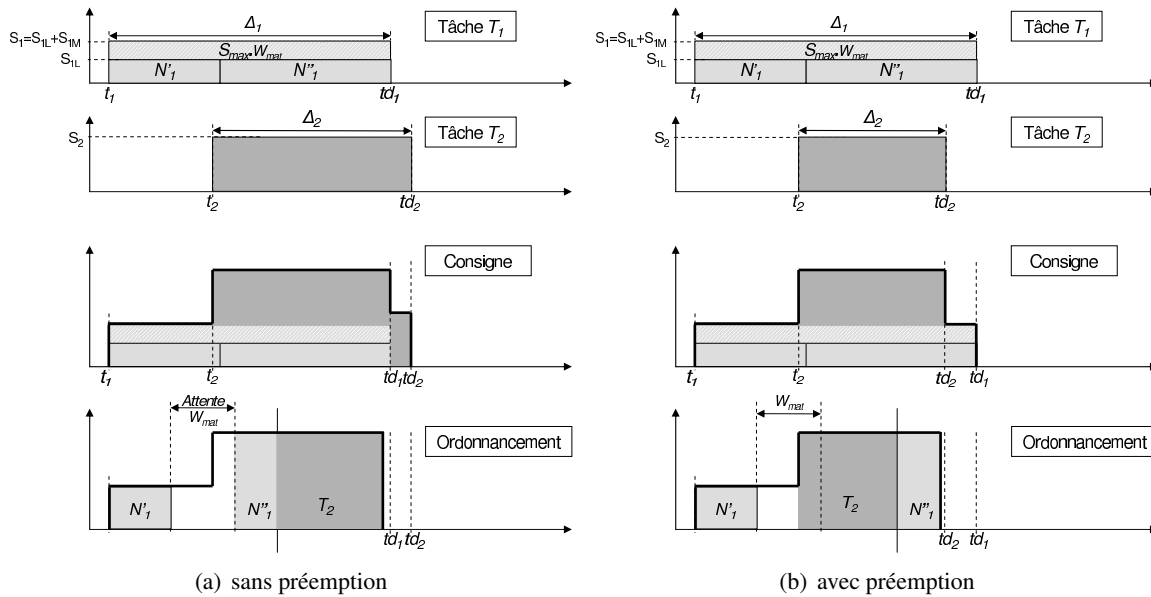 Δ1
Tâche T1
S1=S1L+S1M
Smax.Wmat
S1L
N'1
N"1
t1
td1
Δ2
Tâche T2
S2
t2
td2
Consigne
t1
t2
td1
td2
Attente
Wmat
Ordonnancement
N'1
N"1
T2
td1
td2
(a) sans préemption
Δ1
Tâche T1
S1=S1L+S1M
Smax.Wmat
S1L
N'1
N"1
t1
td1
Δ2
Tâche T2
S2
t2
td2
Consigne
t1
t2
td2
td1
Wmat
Ordonnancement
N'1
T2
N"1
td2
td1
(b) avec préemption